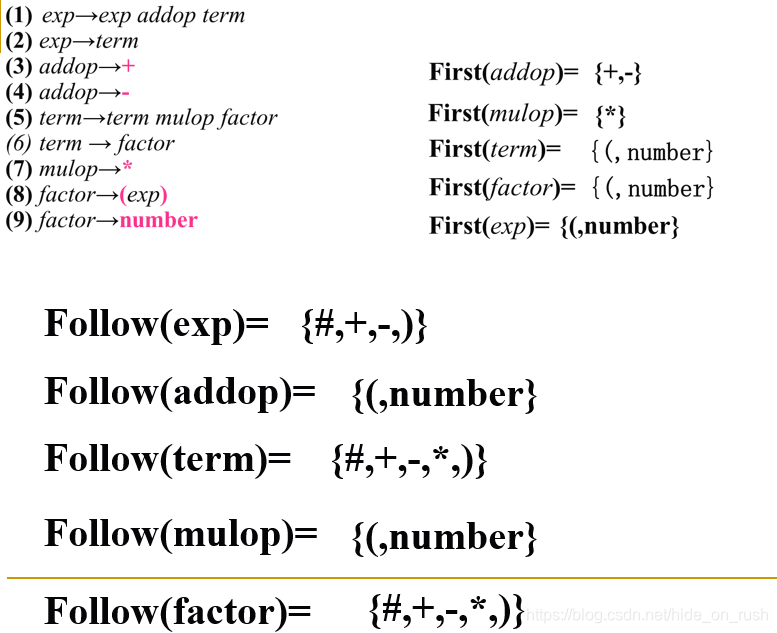 (1) exp→exp addop term
(2) exp→term
(3) addop→+
(4) addop→-
(5) term→term mulop factor
(6) term → factor
(7) mulop→*
(8) factor→(exp)
(9) factor→number
First(addop)= {+,-}
First(mulop)= {*}
First(term)= {(,number}
First(factor)= {(,number}
First(exp)= {(,number}
Follow(exp)= {#,+,-,)}
Follow(addop)= {(,number}
Follow(term)= {#,+,-,*,)}
Follow(mulop)= {(,number}
Follow(factor)= {#,+,-,*,)}
https://blog.csdn.net/hide_on_rush